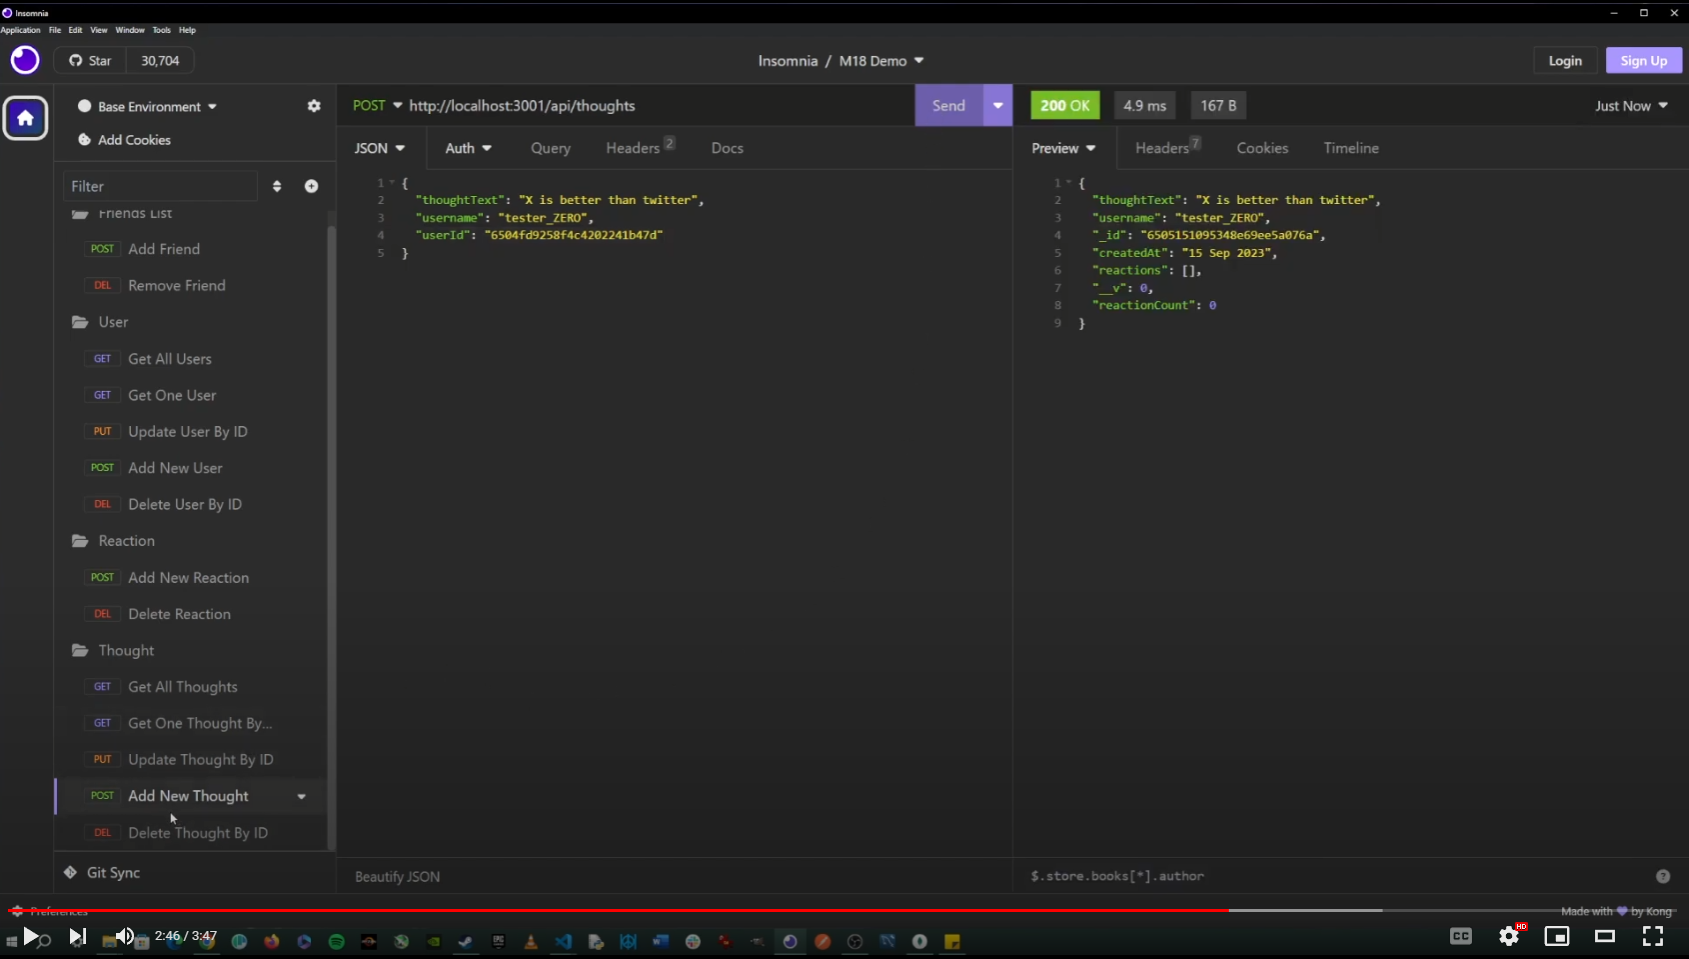 Insomnia
Application File Edit View Window Tools Help
Star 30,704
Insomnia / M18 Demo
Login Sign Up
Base Environment
Add Cookies
Filter
Friends List
POST Add Friend
DEL Remove Friend
User
GET Get All Users
GET Get One User
PUT Update User By ID
POST Add New User
DEL Delete User By ID
Reaction
POST Add New Reaction
DEL Delete Reaction
Thought
GET Get All Thoughts
GET Get One Thought By...
PUT Update Thought By ID
POST Add New Thought
DEL Delete Thought By ID
Git Sync
Preferences
POST http://localhost:3001/api/thoughts Send
JSON Auth Query Headers 2 Docs
1 {
2 "thoughtText": "X is better than twitter",
3 "username": "tester_ZERO",
4 "userId": "6504fd9258f4c4202241b47d"
5 }
Beautify JSON
200 OK 4.9 ms 167 B Just Now
Preview Headers 7 Cookies Timeline
1 {
2 "thoughtText": "X is better than twitter",
3 "username": "tester_ZERO",
4 "_id": "6505151095348e69ee5a076a",
5 "createdAt": "15 Sep 2023",
6 "reactions": [],
7 "__v": 0,
8 "reactionCount": 0
9 }
$.store.books[*].author
Made with by Kong
2:46 / 3:47
CC HD